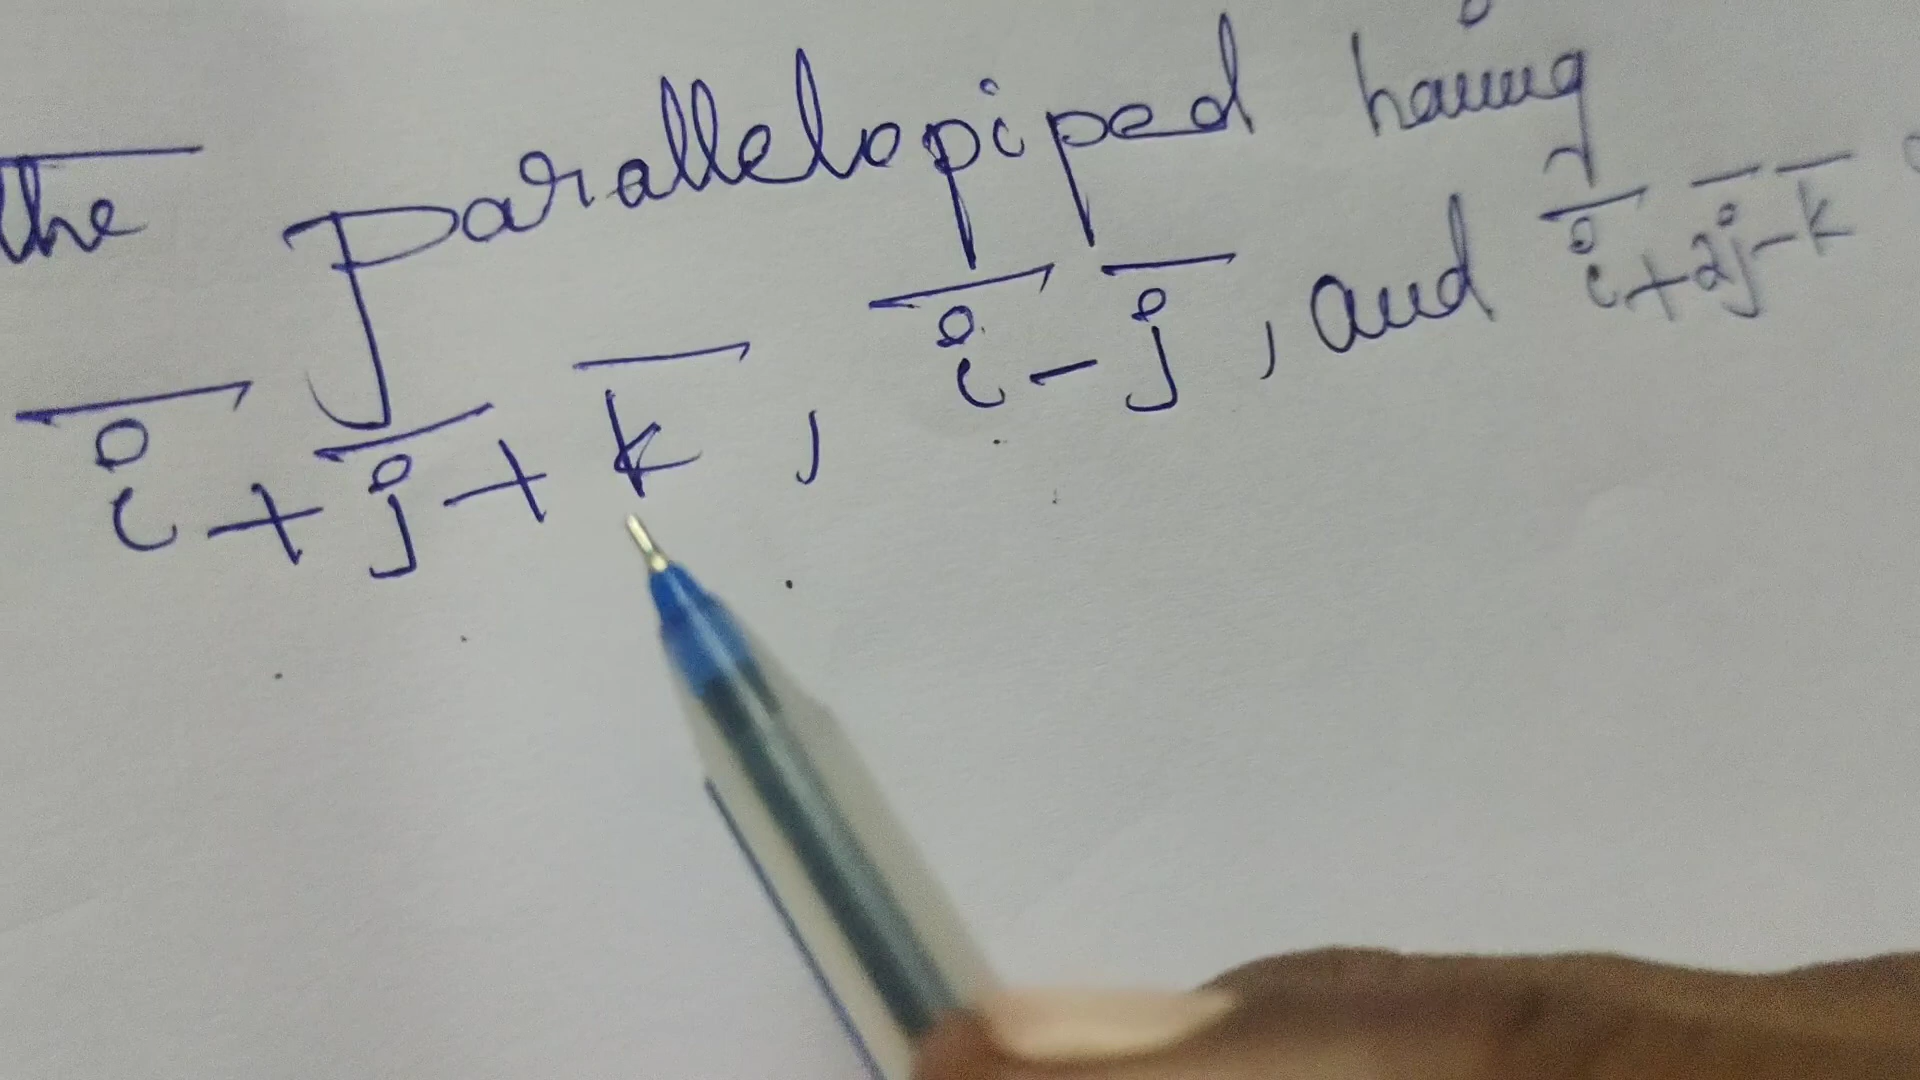 the parallelopiped having
i + j + k , i - j , and i + 2j - k